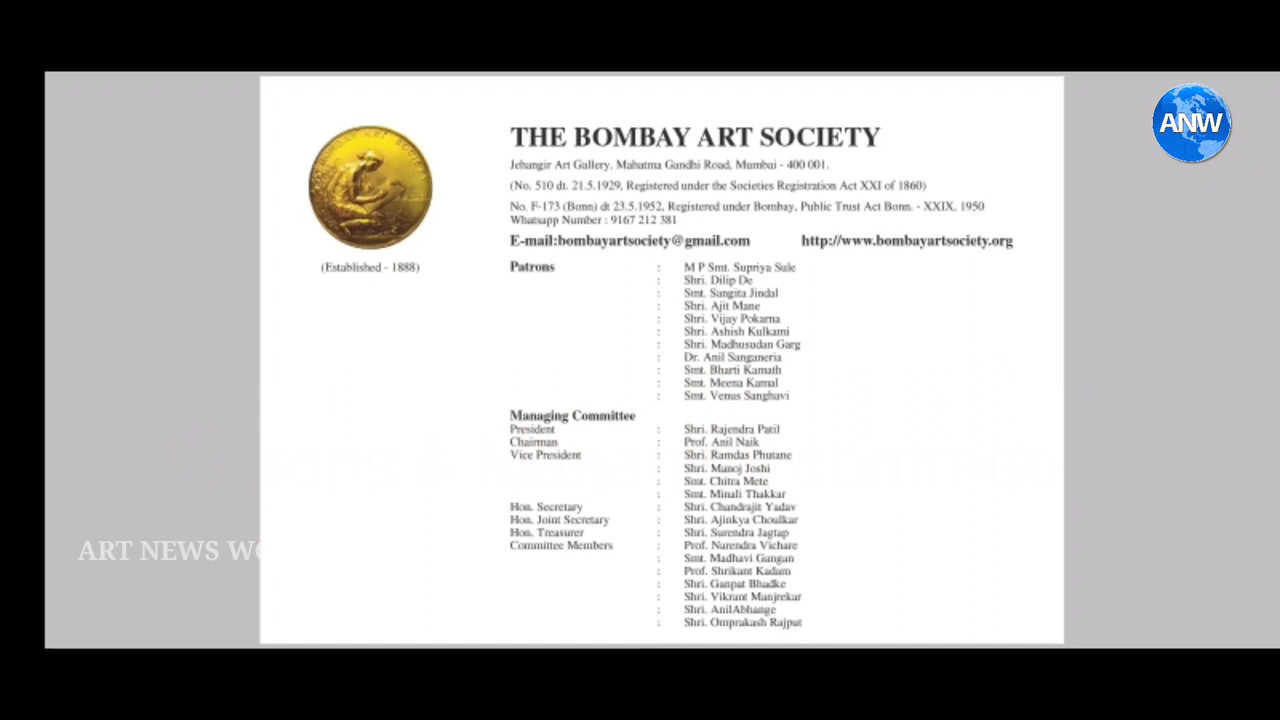 ANW
THE BOMBAY ART SOCIETY
Jehangir Art Gallery, Mahatma Gandhi Road, Mumbai - 400 001.
(No. 510 dt. 21.5.1929, Registered under the Societies Registration Act XXI of 1860)
No. F-173 (Bonn) dt 23.5.1952, Registered under Bombay, Public Trust Act Bonn. - XXIX, 1950
Whatsapp Number : 9167 212 381
E-mail:bombayartsociety@gmail.com http://www.bombayartsociety.org
(Established - 1888)
Patrons : M P Smt. Supriya Sule
: Shri. Dilip De
: Smt. Sangita Jindal
: Shri. Ajit Mane
: Shri. Vijay Pokarna
: Shri. Ashish Kulkami
: Shri. Madhusudan Garg
: Dr. Anil Sanganeria
: Smt. Bharti Kamath
: Smt. Meena Kamal
: Smt. Venus Sanghavi
Managing Committee
President : Shri. Rajendra Patil
Chairman : Prof. Anil Naik
Vice President : Shri. Ramdas Phutane
: Shri. Manoj Joshi
: Smt. Chitra Mete
: Smt. Minali Thakkar
Hon. Secretary : Shri. Chandrajit Yadav
Hon. Joint Secretary : Shri. Ajinkya Choulkar
Hon. Treasurer : Shri. Surendra Jagtap
Committee Members : Prof. Narendra Vichare
: Smt. Madhavi Gangan
: Prof. Shrikant Kadam
: Shri. Ganpat Bhadke
: Shri. Vikrant Manjrekar
: Shri. AnilAbhange
: Shri. Omprakash Rajput
ART NEWS WO